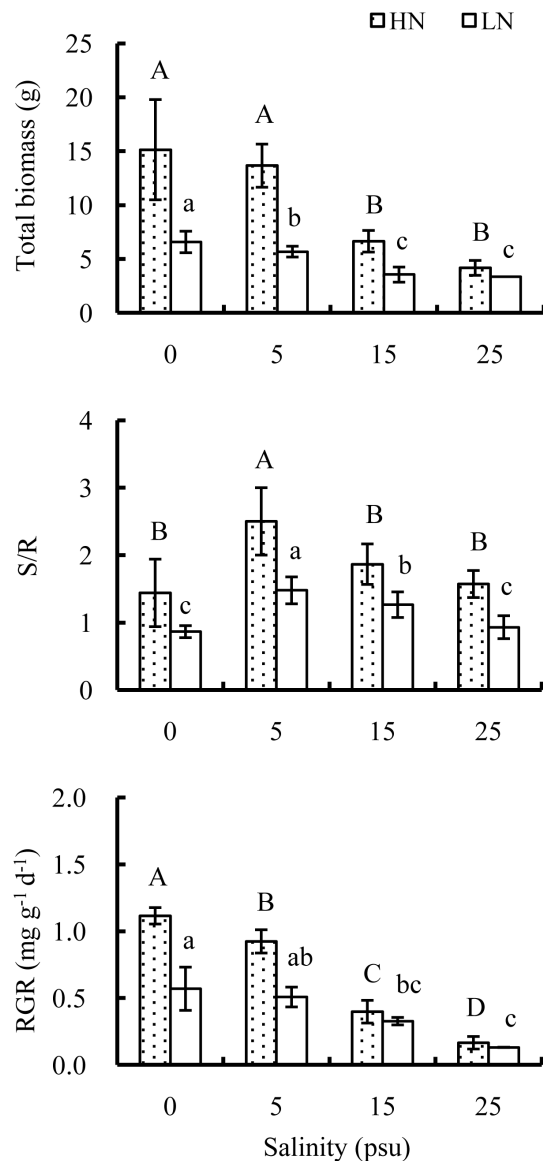 HN LN
Total biomass (g)
25
20
15
10
5
0
A
a
A
b
B
c
B
c
0 5 15 25
S/R
4
3
2
1
0
B
c
A
a
B
b
B
c
0 5 15 25
RGR (mg g⁻¹ d⁻¹)
2.0
1.5
1.0
0.5
0.0
A
a
B
ab
C
bc
D
c
0 5 15 25
Salinity (psu)